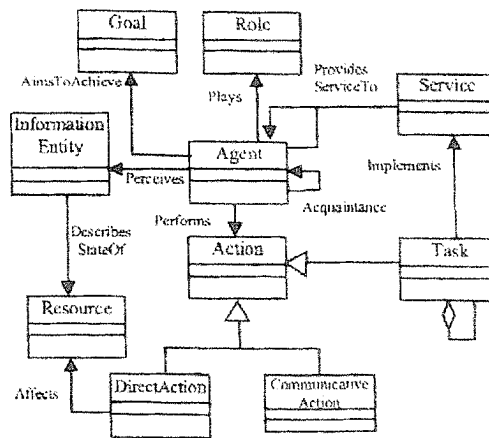 Goal
Role
AimsToAchieve
Plays
Provides
ServiceTo
Service
Information
Entity
Agent
Perceives
Implements
Acquaintance
Performs
Describes
StateOf
Action
Task
Resource
Affects
DirectAction
Communicative
Action